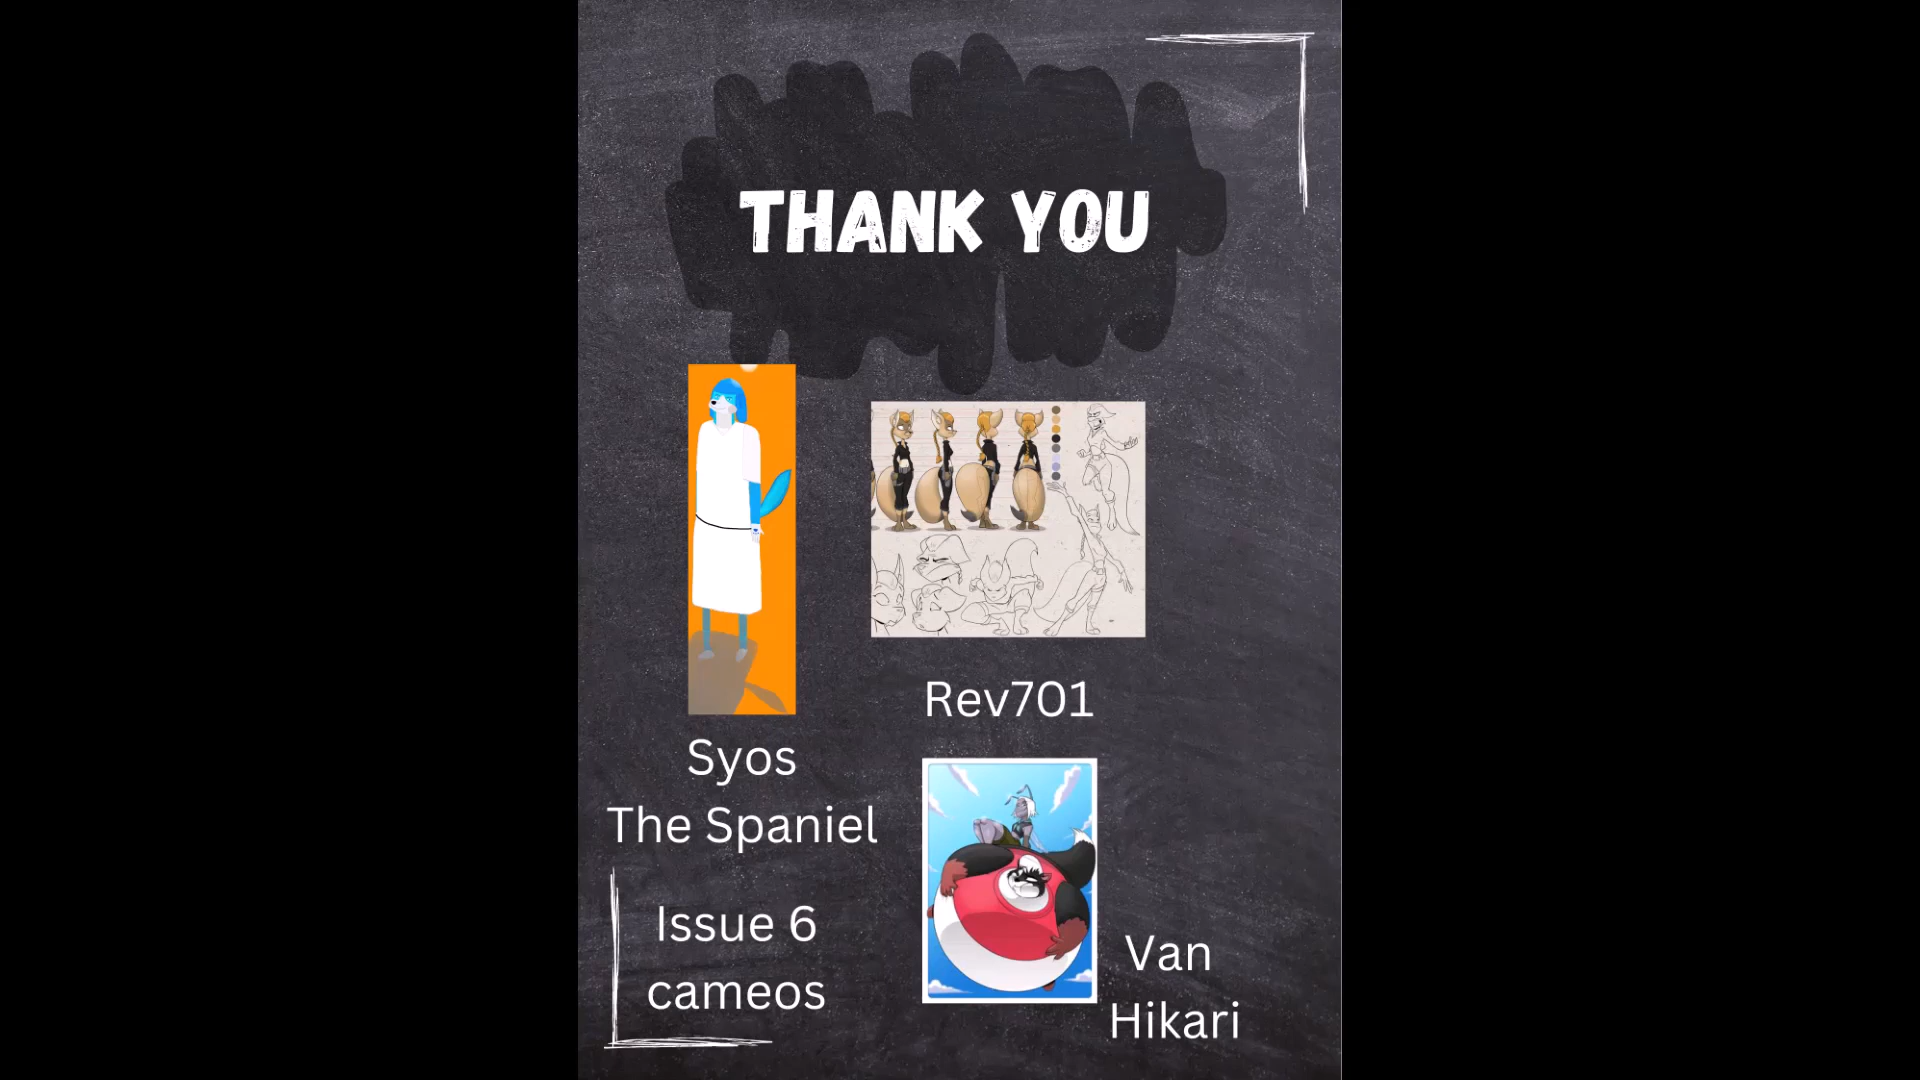 THANK YOU
Rev701
Syos
The Spaniel
Issue 6
cameos
Van
Hikari